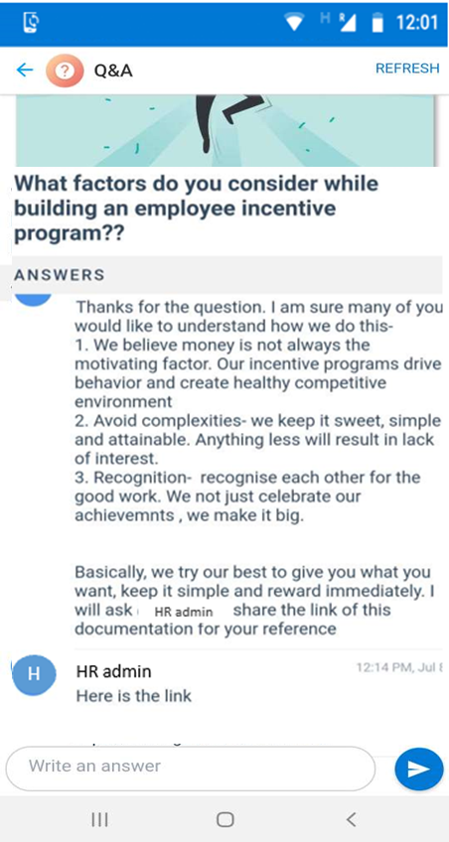 H R 12:01
Q&A REFRESH
What factors do you consider while
building an employee incentive
program??
ANSWERS
Thanks for the question. I am sure many of you
would like to understand how we do this-
1. We believe money is not always the
motivating factor. Our incentive programs drive
behavior and create healthy competitive
environment
2. Avoid complexities- we keep it sweet, simple
and attainable. Anything less will result in lack
of interest.
3. Recognition- recognise each other for the
good work. We not just celebrate our
achievemnts , we make it big.
Basically, we try our best to give you what you
want, keep it simple and reward immediately. I
will ask HR admin share the link of this
documentation for your reference
H HR admin 12:14 PM, Jul
Here is the link
Write an answer